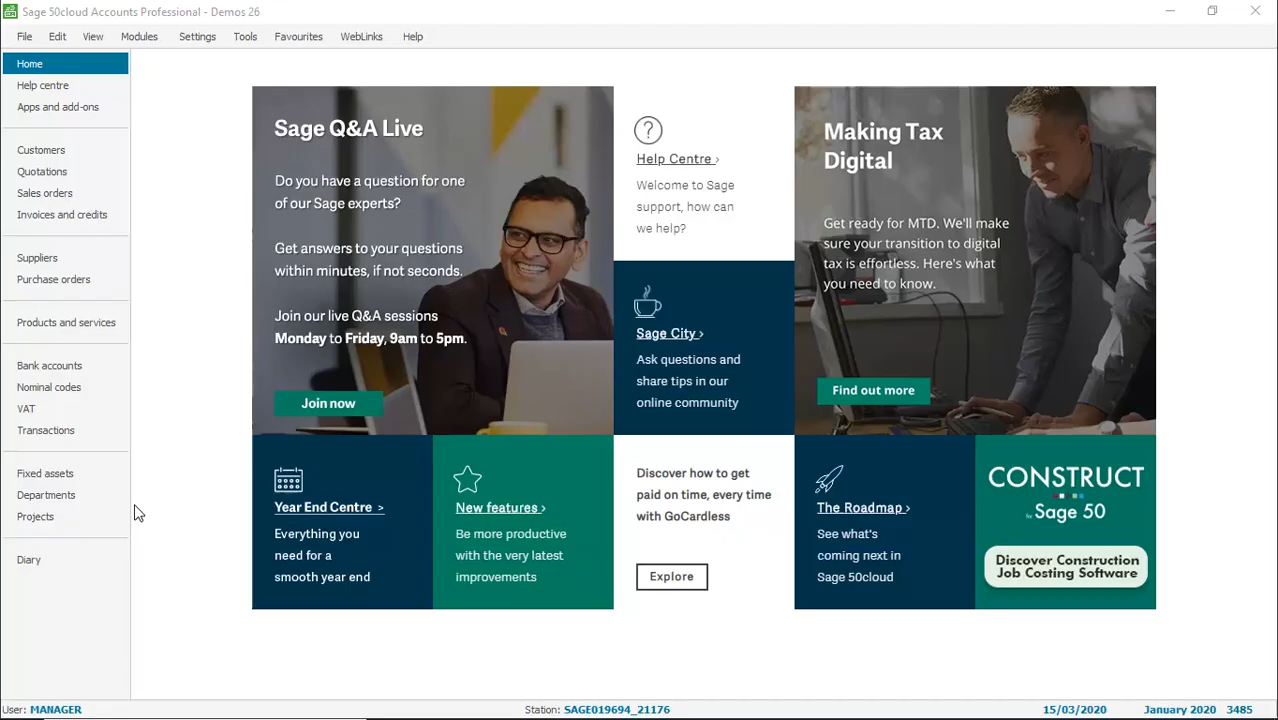 Sage 50cloud Accounts Professional - Demos 26
File Edit View Modules Settings Tools Favourites WebLinks Help
Home
Help centre
Apps and add-ons
Customers
Quotations
Sales orders
Invoices and credits
Suppliers
Purchase orders
Products and services
Bank accounts
Nominal codes
VAT
Transactions
Fixed assets
Departments
Projects
Diary
Sage Q&A Live
Do you have a question for one
of our Sage experts?
Get answers to your questions
within minutes, if not seconds.
Join our live Q&A sessions
Monday to Friday, 9am to 5pm.
Join now
Help Centre ›
Welcome to Sage
support, how can
we help?
Sage City ›
Ask questions and
share tips in our
online community
Making Tax
Digital
Get ready for MTD. We'll make
sure your transition to digital
tax is effortless. Here's what
you need to know.
Find out more
Year End Centre >
Everything you
need for a
smooth year end
New features ›
Be more productive
with the very latest
improvements
Discover how to get
paid on time, every time
with GoCardless
Explore
The Roadmap ›
See what's
coming next in
Sage 50cloud
CONSTRUCT
for Sage 50
Discover Construction
Job Costing Software
User: MANAGER Station: SAGE019694_21176 15/03/2020 January 2020 3485